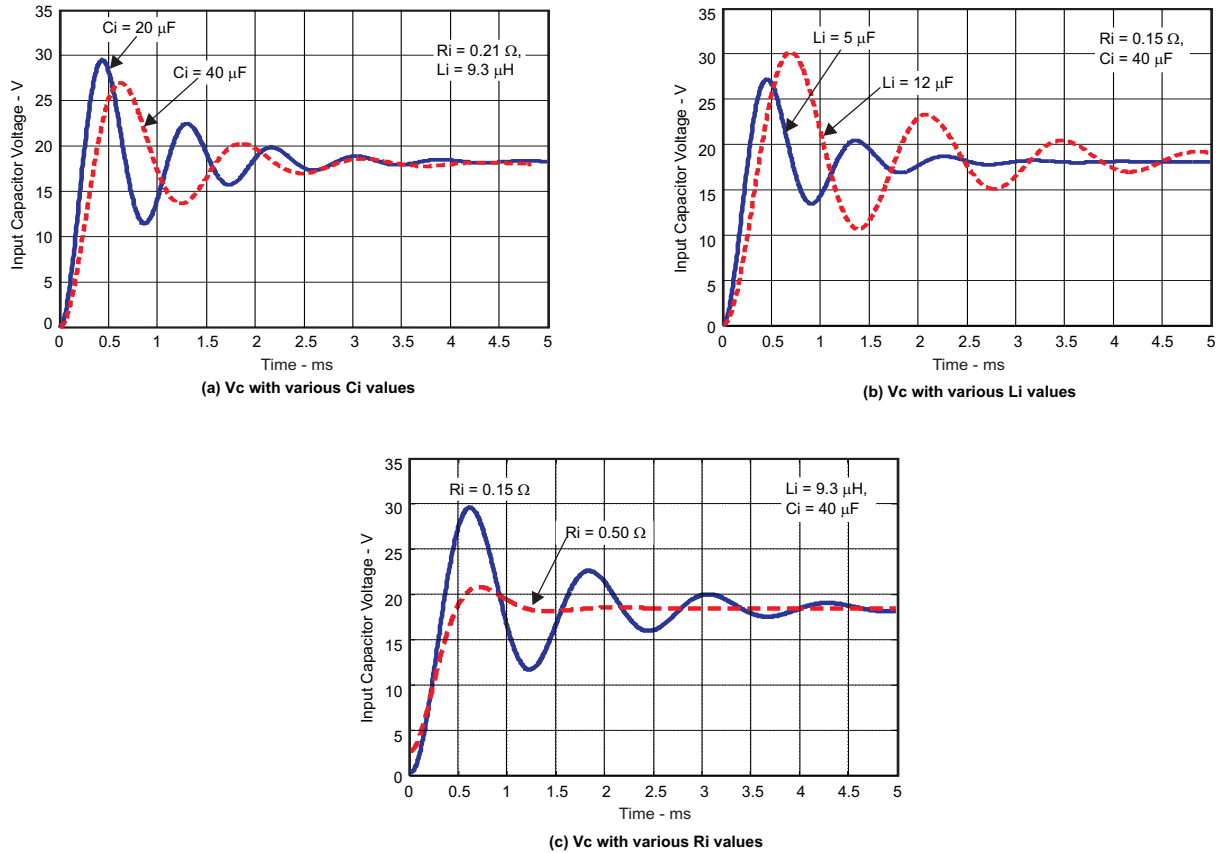 Ci = 20 μF
Ci = 40 μF
Ri = 0.21 Ω,
Li = 9.3 μH
35
30
25
20
15
10
5
0
Input Capacitor Voltage - V
0 0.5 1 1.5 2 2.5 3 3.5 4 4.5 5
Time - ms
(a) Vc with various Ci values
Li = 5 μF
Li = 12 μF
Ri = 0.15 Ω,
Ci = 40 μF
35
30
25
20
15
10
5
0
Input Capacitor Voltage - V
0 0.5 1 1.5 2 2.5 3 3.5 4 4.5 5
Time - ms
(b) Vc with various Li values
Ri = 0.15 Ω
Ri = 0.50 Ω
Li = 9.3 μH,
Ci = 40 μF
35
30
25
20
15
10
5
0
Input Capacitor Voltage - V
0 0.5 1 1.5 2 2.5 3 3.5 4 4.5 5
Time - ms
(c) Vc with various Ri values